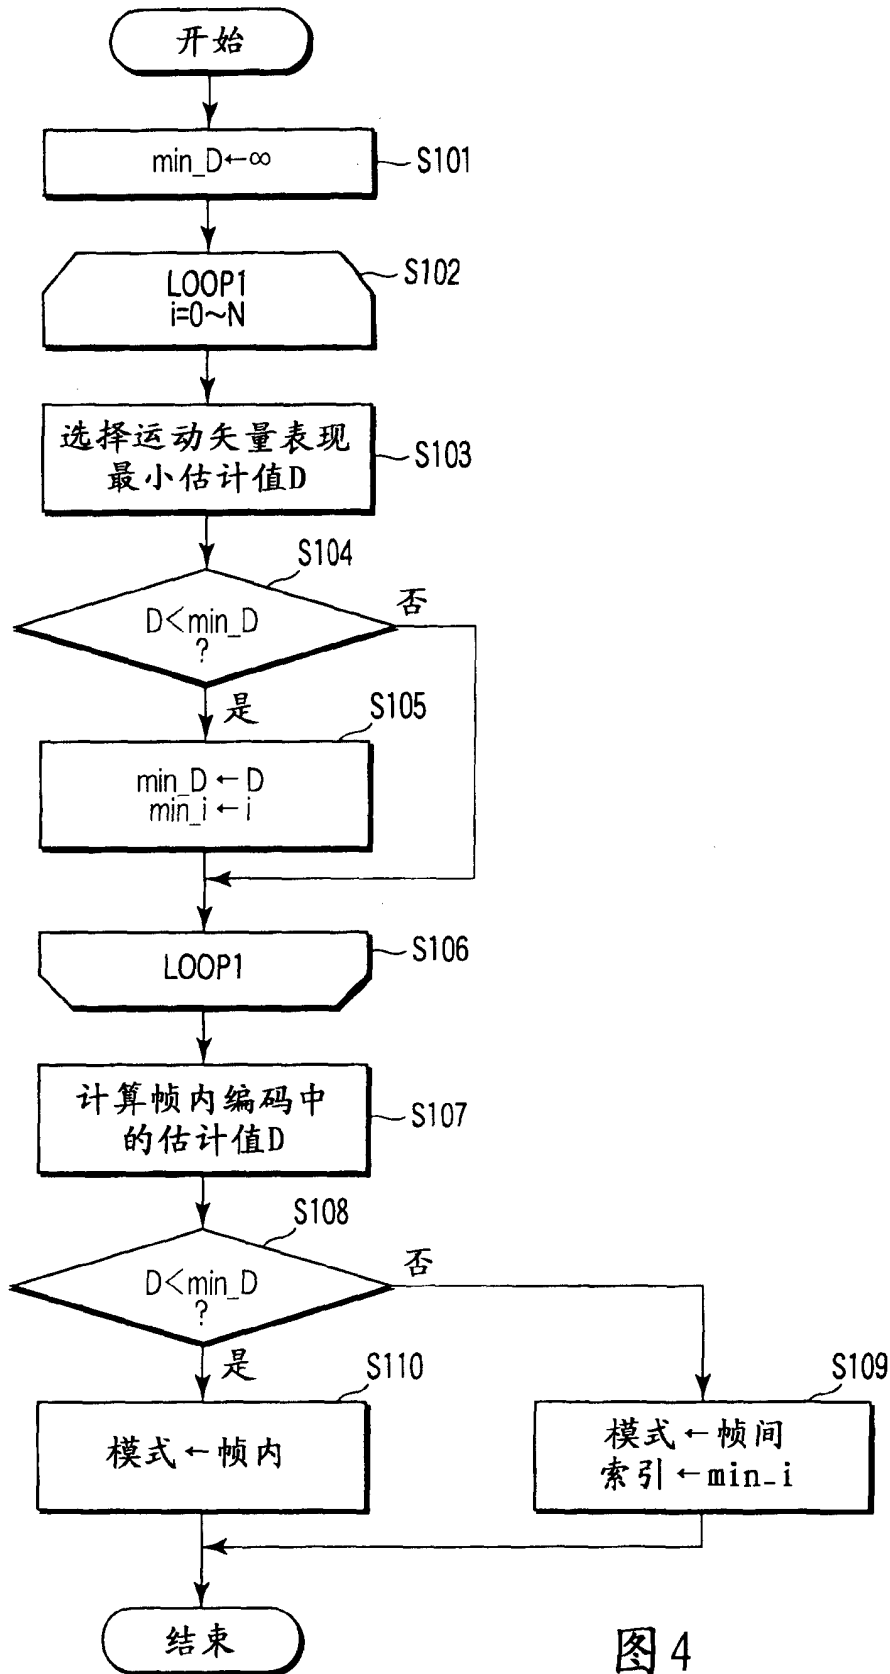 开始
min_D←∞
S101
LOOP1
i=0~N
S102
选择运动矢量表现
最小估计值D
S103
S104
D<min_D
?
否
是
S105
min_D←D
min_i←i
LOOP1
S106
计算帧内编码中
的估计值D
S107
S108
D<min_D
?
否
是
S110
模式←帧内
S109
模式←帧间
索引←min_i
结束
图4